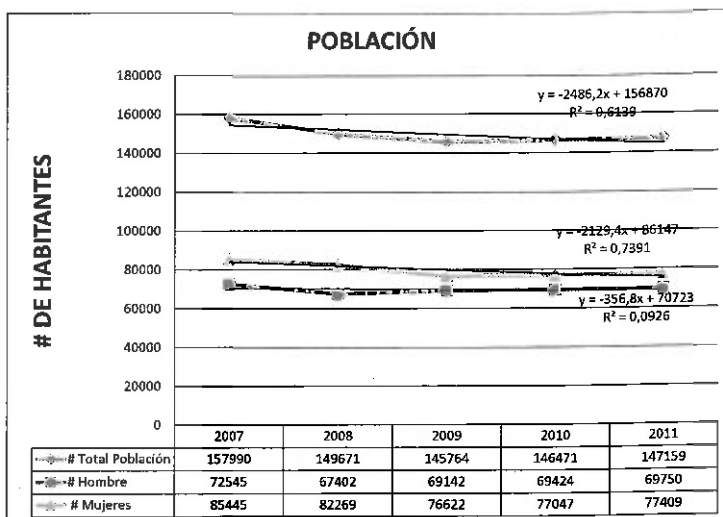 POBLACIÓN
# DE HABITANTES
180000
160000
140000
120000
100000
80000
60000
40000
20000
0
y = -2486,2x + 156870
R² = 0,6139
y = -2129,4x + 86147
R² = 0,7391
y = -356,8x + 70723
R² = 0,0926
2007 2008 2009 2010 2011
# Total Población 157990 149671 145764 146471 147159
# Hombre 72545 67402 69142 69424 69750
# Mujeres 85445 82269 76622 77047 77409